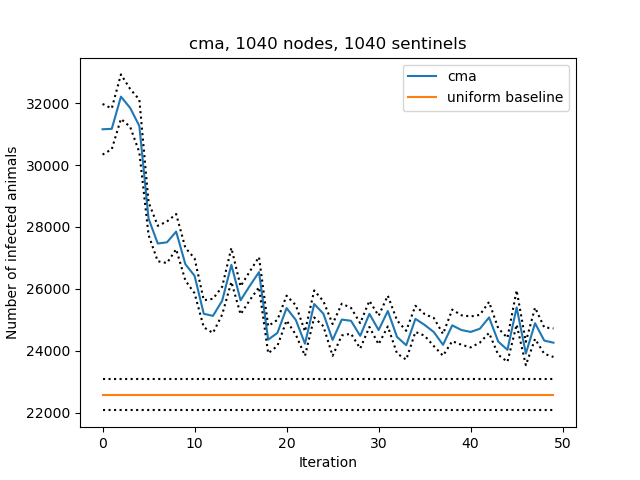 cma, 1040 nodes, 1040 sentinels
cma
uniform baseline
Number of infected animals
32000
30000
28000
26000
24000
22000
0 10 20 30 40 50
Iteration